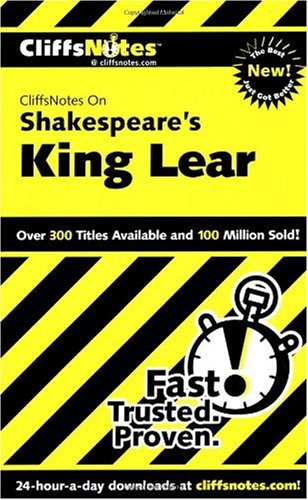 CliffsNotes™
@ cliffsnotes.com
The Best
Just Got Better
New!
CliffsNotes On
Shakespeare's
King Lear
Over 300 Titles Available and 100 Million Sold!
Fast.
Trusted.
Proven.
24-hour-a-day downloads at cliffsnotes.com!